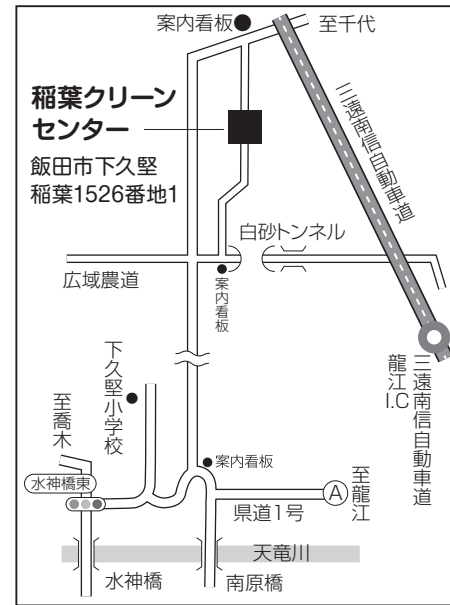 案内看板
至千代
稲葉クリーン
センター
飯田市下久堅
稲葉1526番地1
三遠南信自動車道
白砂トンネル
広域農道
案内看板
下久堅小学校
至喬木
三遠南信自動車道
龍江I.C
案内看板
水神橋東
A
至龍江
県道1号
天竜川
水神橋
南原橋